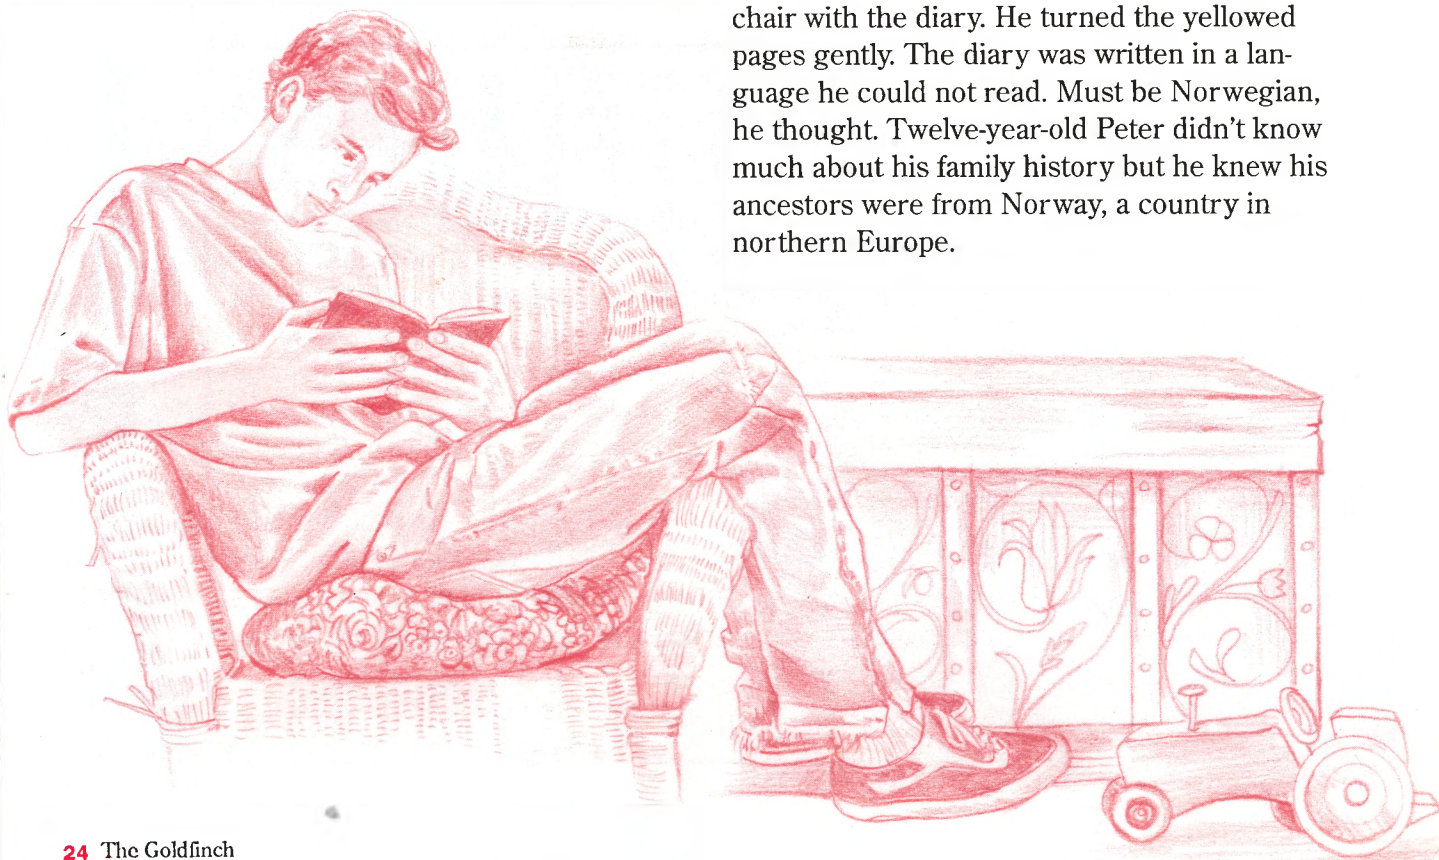 chair with the diary. He turned the yellowed
pages gently. The diary was written in a lan-
guage he could not read. Must be Norwegian,
he thought. Twelve-year-old Peter didn't know
much about his family history but he knew his
ancestors were from Norway, a country in
northern Europe.
24 The Goldfinch